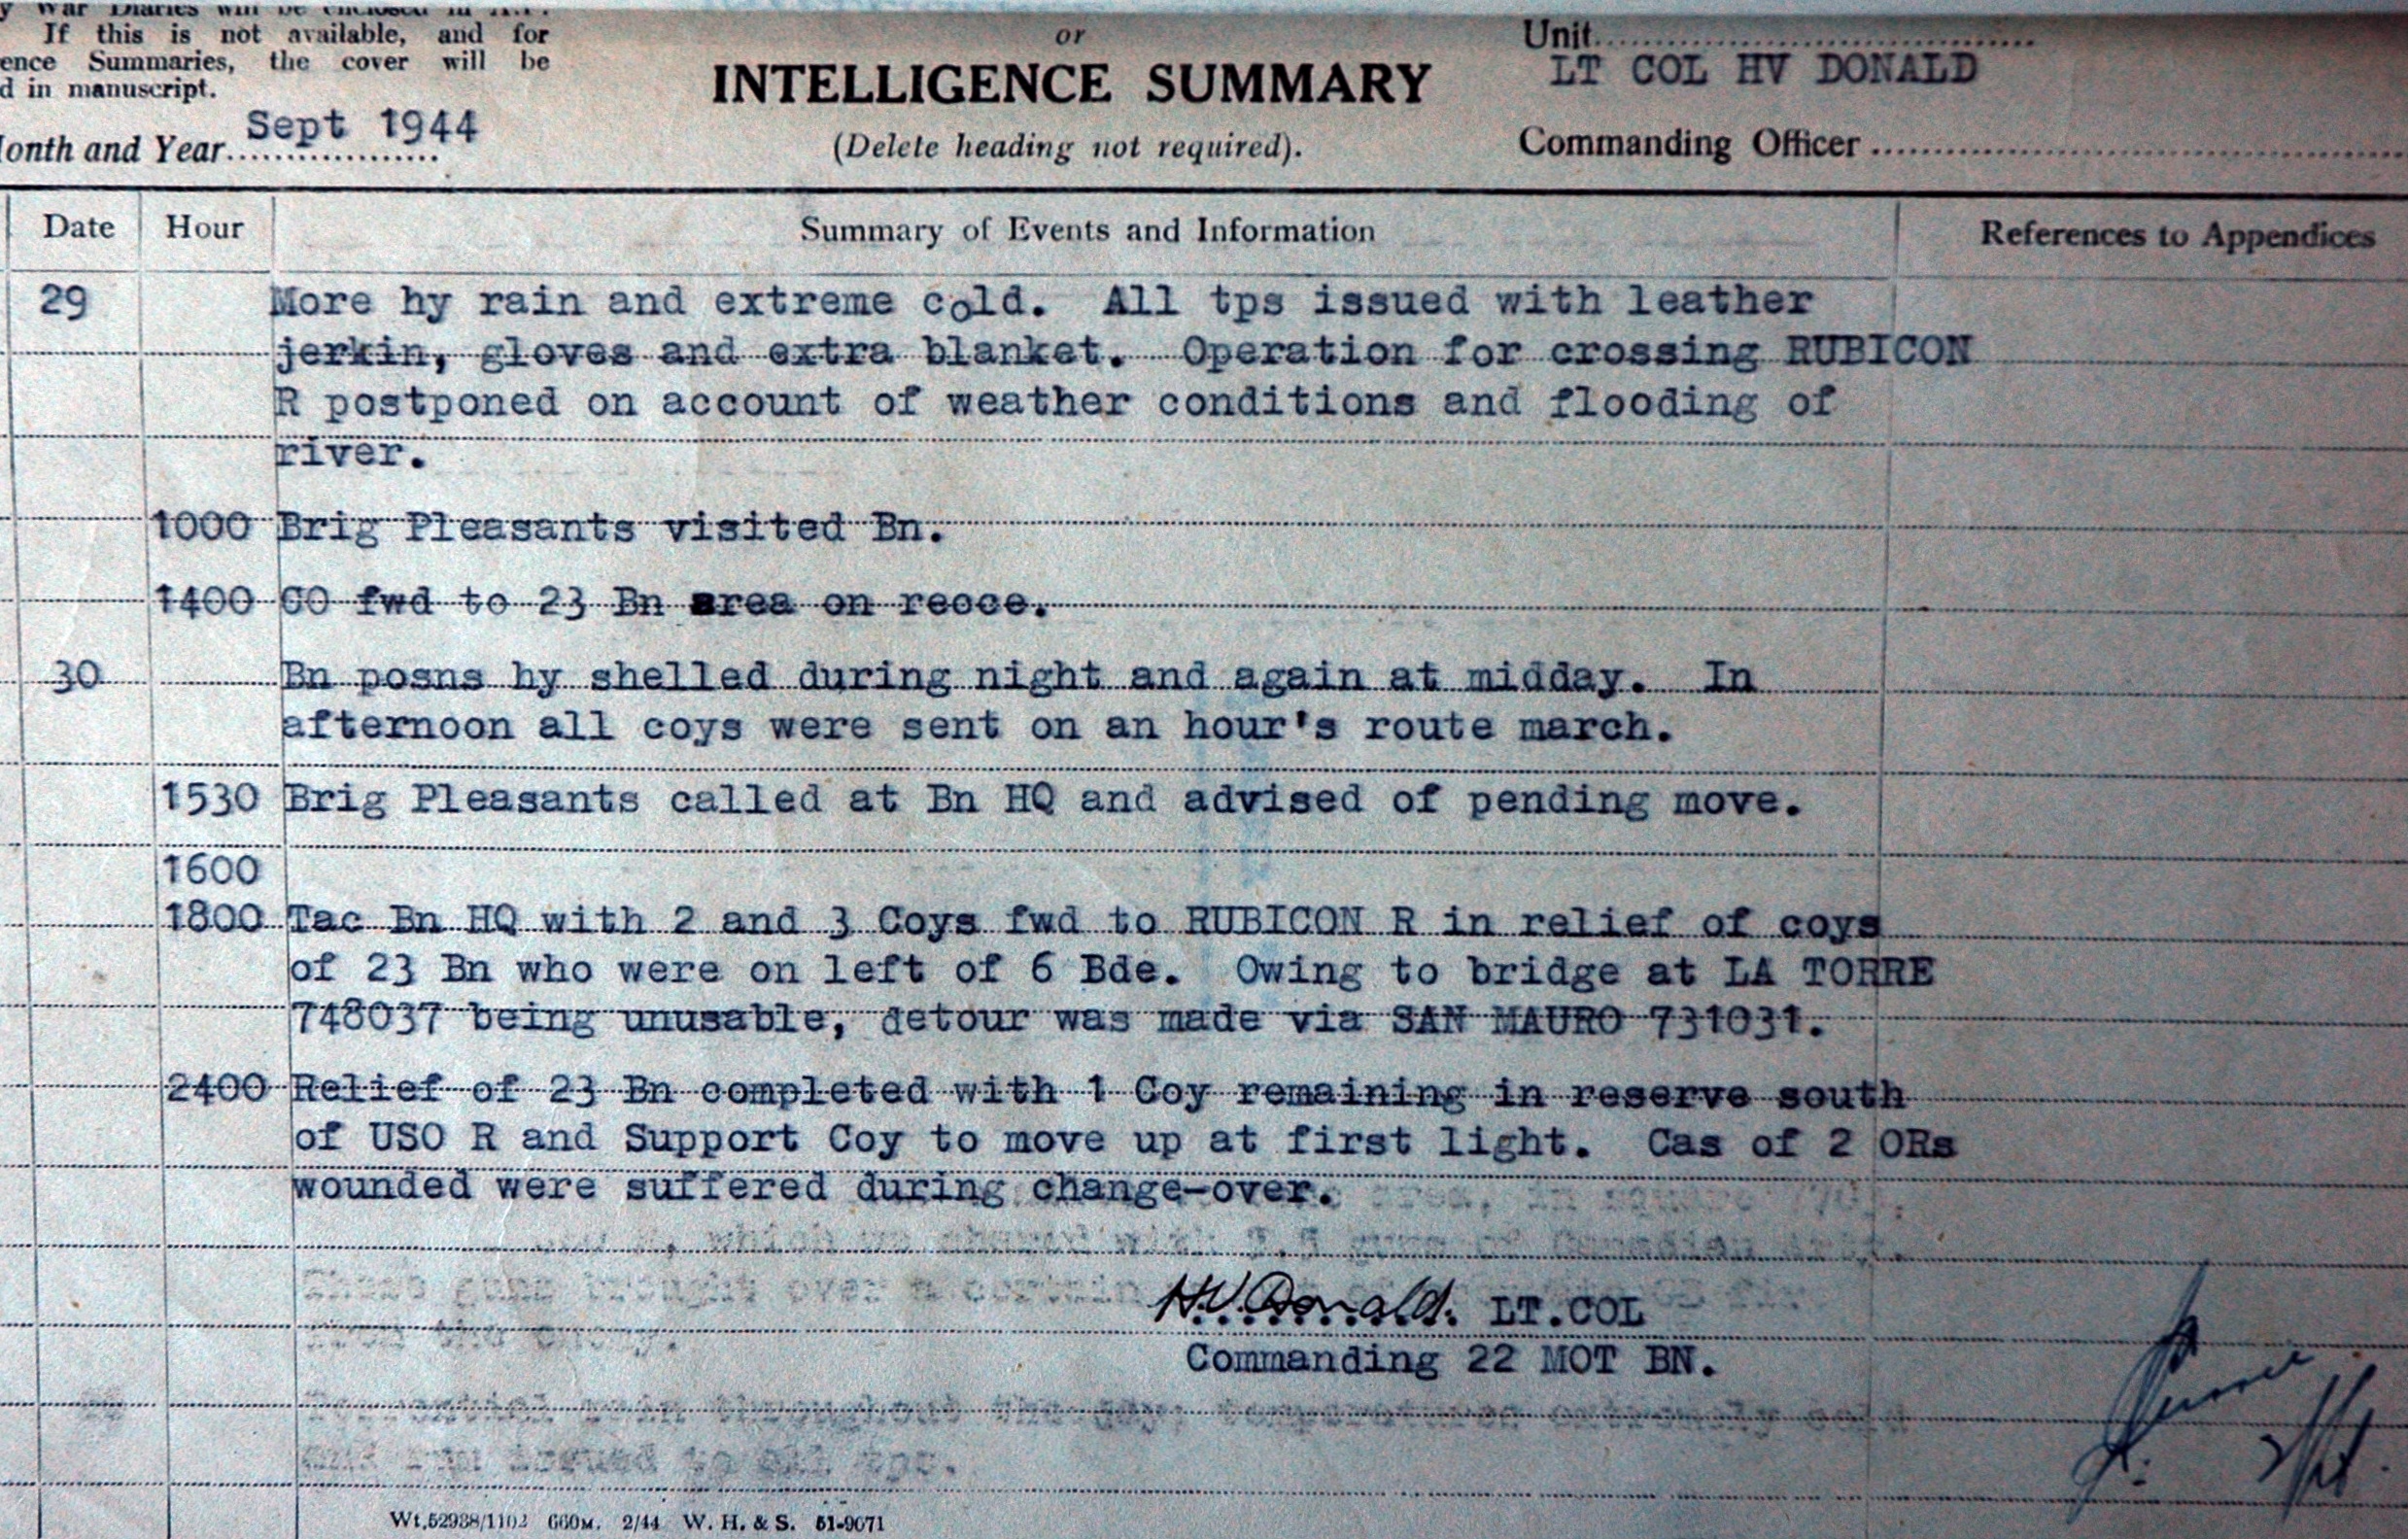 War Diaries will be enclosed in
If this is not available, and for
ence Summaries, the cover will be
d in manuscript.
onth and Year.................. Sept 1944
or
INTELLIGENCE SUMMARY
(Delete heading not required).
Unit..................................
LT COL HV DONALD
Commanding Officer..................................
Date Hour Summary of Events and Information References to Appendices
29 More hy rain and extreme cold. All tps issued with leather
jerkin, gloves and extra blanket. Operation for crossing RUBICON
R postponed on account of weather conditions and flooding of
river.
1000 Brig Pleasants visited Bn.
1400 CO fwd to 23 Bn area on recce.
30 Bn posns hy shelled during night and again at midday. In
afternoon all coys were sent on an hour's route march.
1530 Brig Pleasants called at Bn HQ and advised of pending move.
1600
1800 Tac Bn HQ with 2 and 3 Coys fwd to RUBICON R in relief of coys
of 23 Bn who were on left of 6 Bde. Owing to bridge at LA TORRE
748037 being unusable, detour was made via SAN MAURO 731031.
2400 Relief of 23 Bn completed with 1 Coy remaining in reserve south
of USO R and Support Coy to move up at first light. Cas of 2 ORs
wounded were suffered during change-over.
H.V. Donald. LT.COL
Commanding 22 MOT BN.
Wt.52938/1102 660M. 2/44 W. H. & S. 51-9071